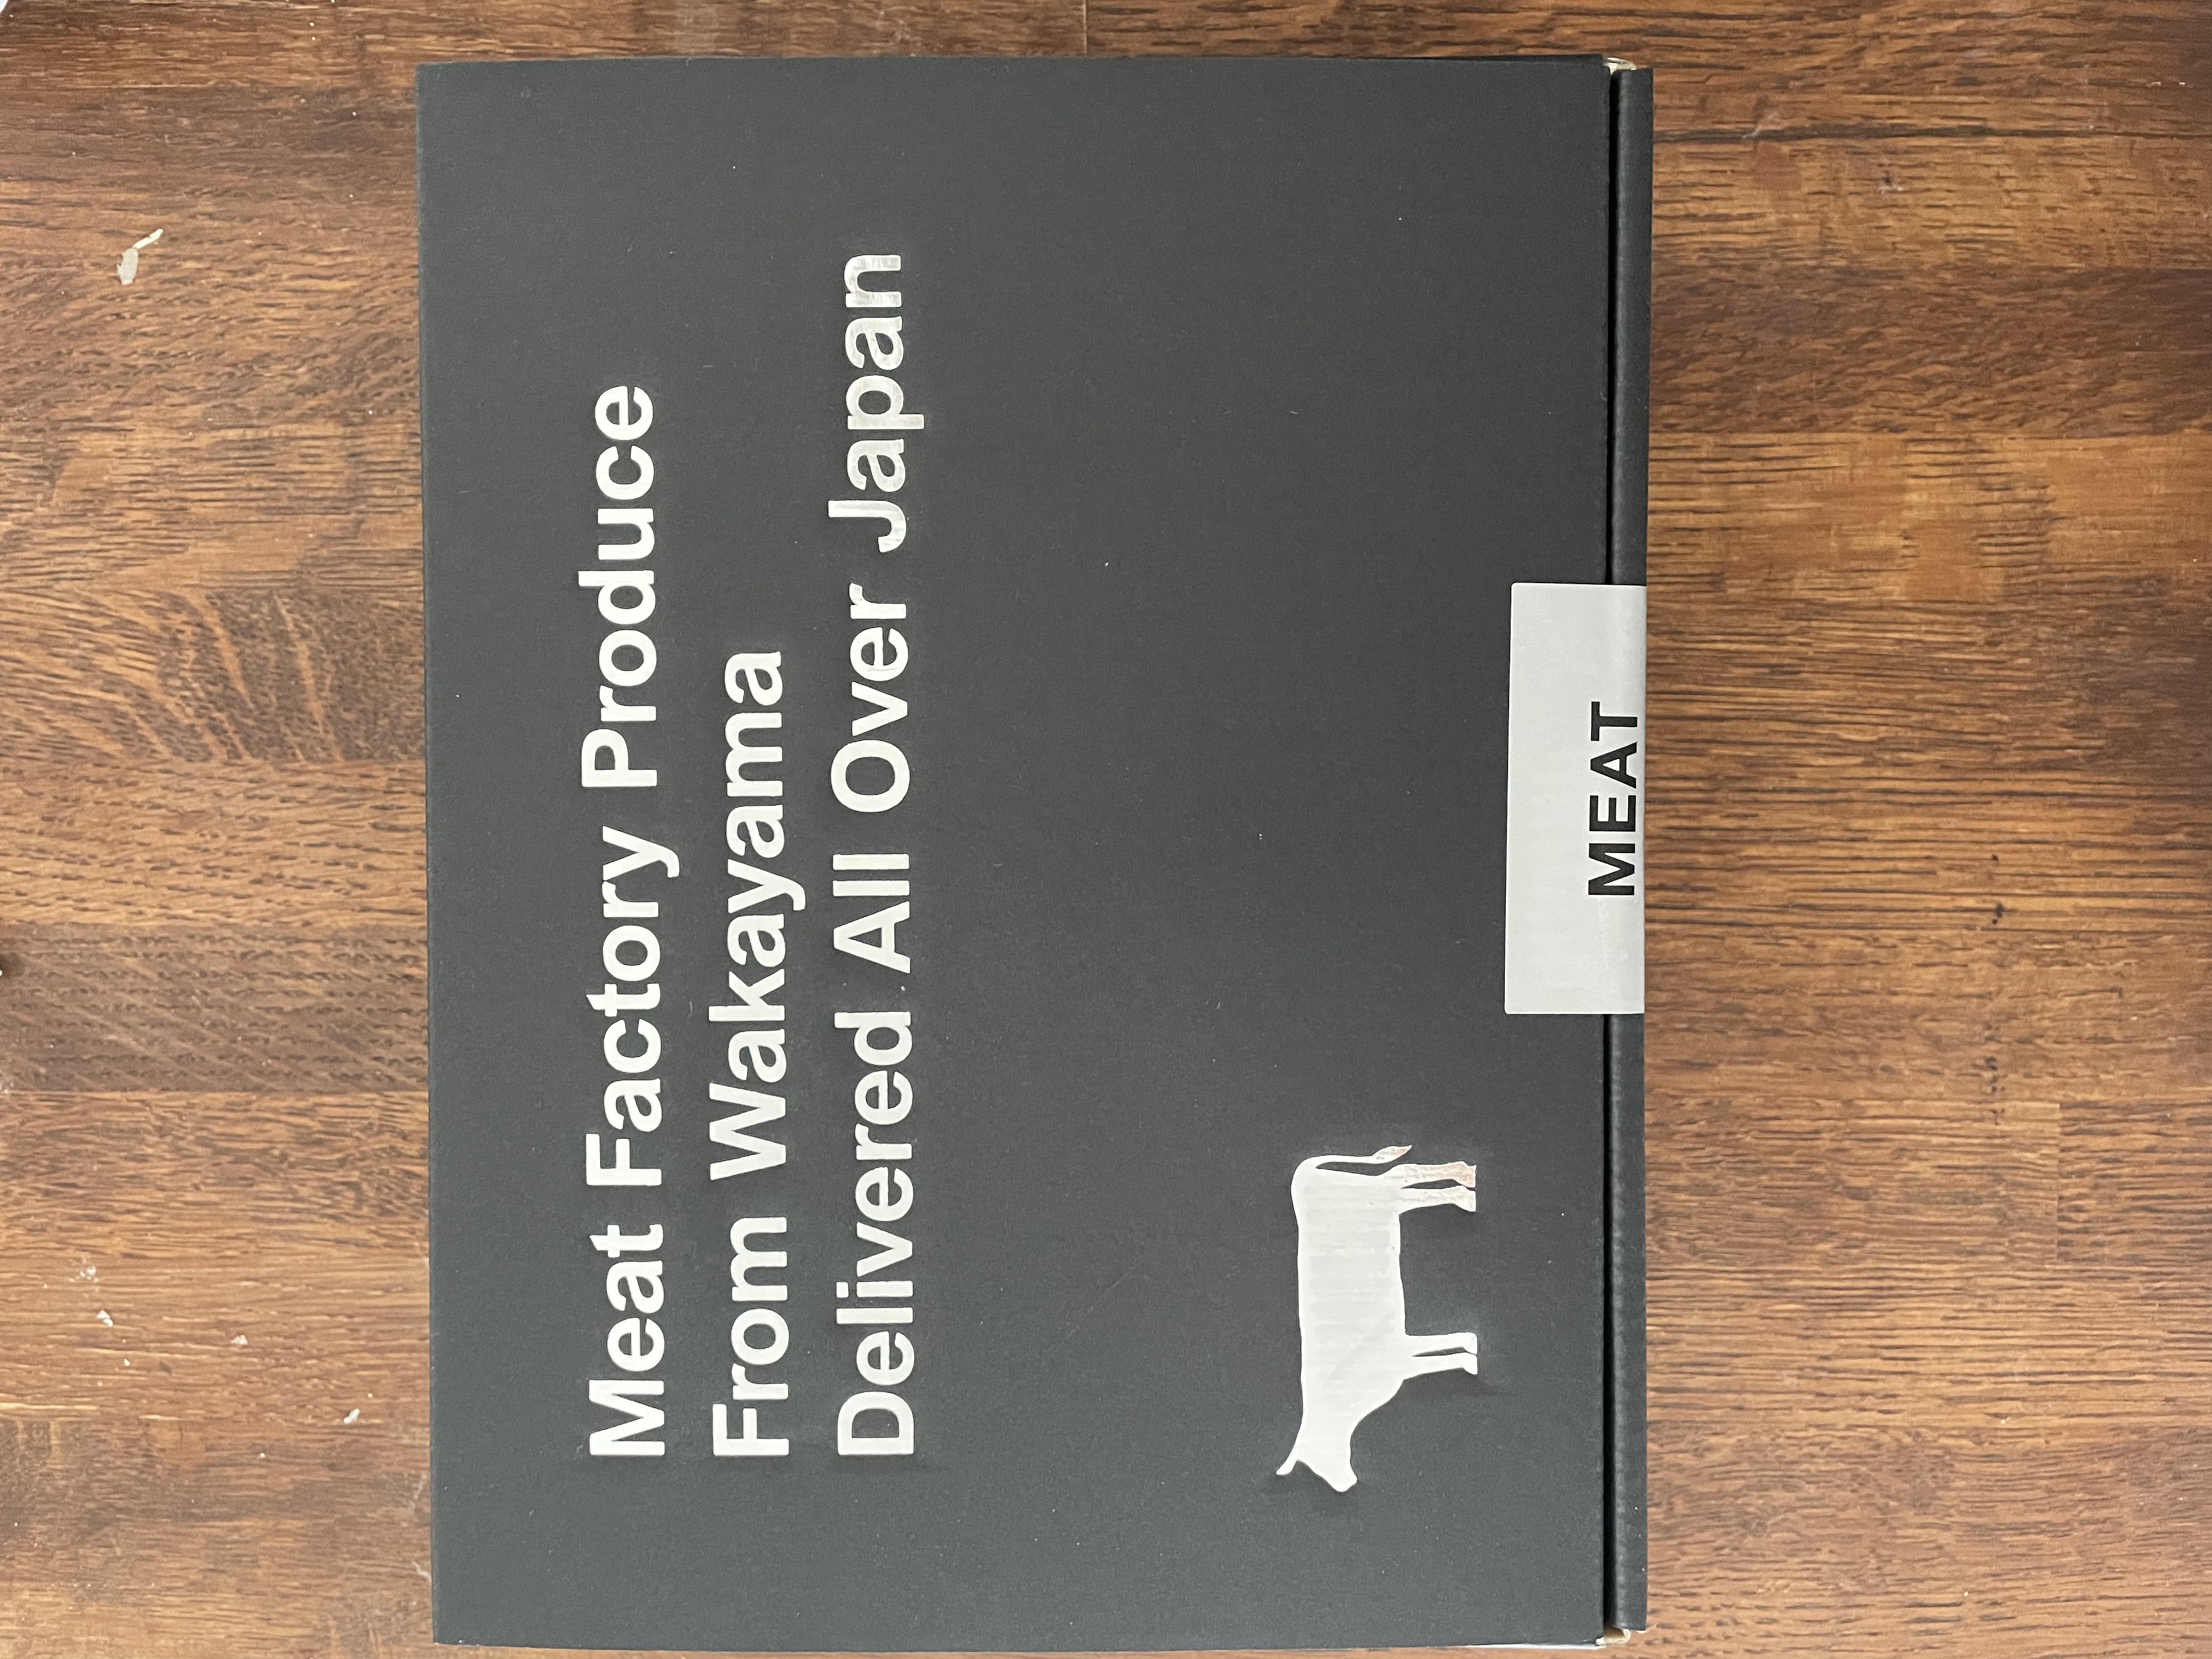 Meat Factory Produce
From Wakayama
Delivered All Over Japan
MEAT